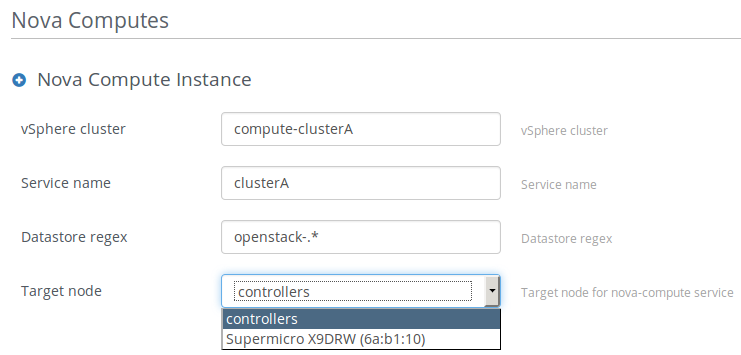 Nova Computes
Nova Compute Instance
vSphere cluster compute-clusterA vSphere cluster
Service name clusterA Service name
Datastore regex openstack-.* Datastore regex
Target node controllers Target node for nova-compute service
controllers
Supermicro X9DRW (6a:b1:10)